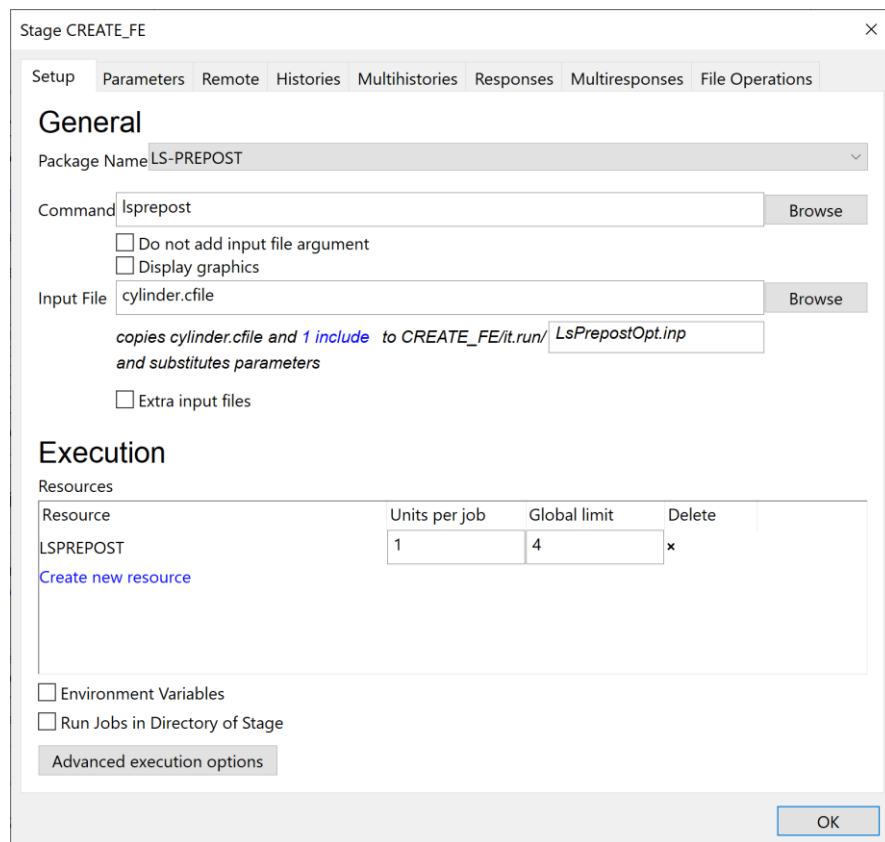 Stage CREATE_FE
Setup Parameters Remote Histories Multihistories Responses Multiresponses File Operations
General
Package Name LS-PREPOST
Command lsprepost Browse
Do not add input file argument
Display graphics
Input File cylinder.cfile Browse
copies cylinder.cfile and 1 include to CREATE_FE/it.run/ LsPrepostOpt.inp
and substitutes parameters
Extra input files
Execution
Resources
Resource Units per job Global limit Delete
LSPREPOST 1 4 ×
Create new resource
Environment Variables
Run Jobs in Directory of Stage
Advanced execution options
OK